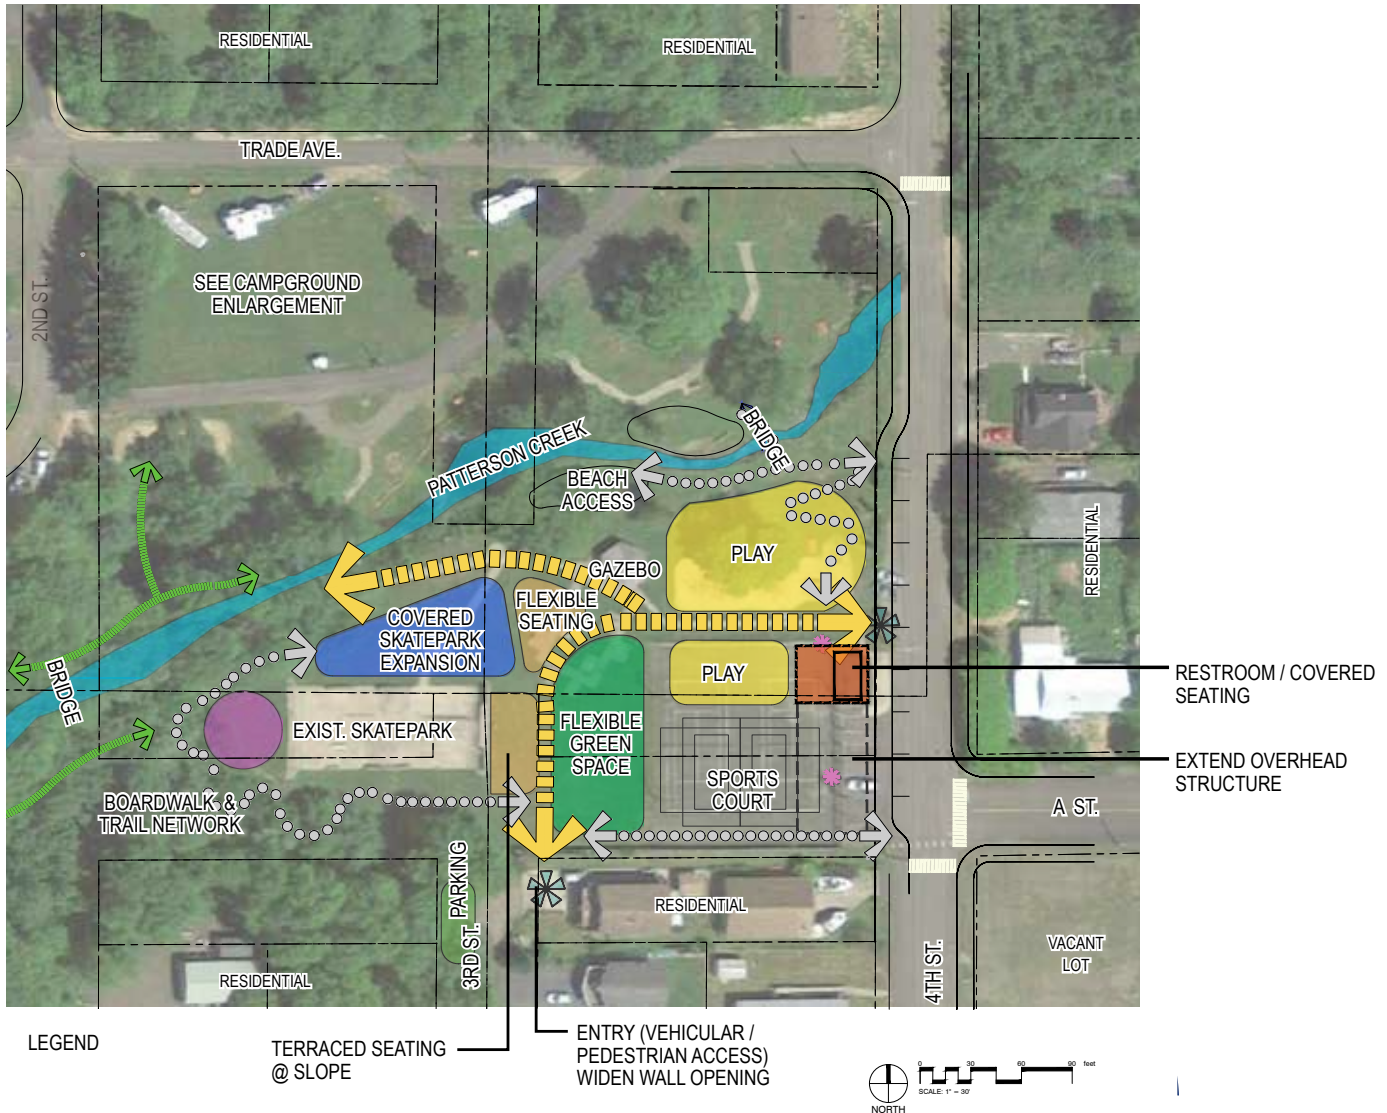 RESIDENTIAL
RESIDENTIAL
TRADE AVE.
2ND ST.
SEE CAMPGROUND
ENLARGEMENT
PATTERSON CREEK
BRIDGE
BEACH
ACCESS
RESIDENTIAL
PLAY
GAZEBO
FLEXIBLE
SEATING
COVERED
SKATEPARK
EXPANSION
BRIDGE
PLAY
RESTROOM / COVERED
SEATING
EXIST. SKATEPARK
FLEXIBLE
GREEN
SPACE
SPORTS
COURT
EXTEND OVERHEAD
STRUCTURE
BOARDWALK &
TRAIL NETWORK
A ST.
PARKING
3RD ST.
RESIDENTIAL
RESIDENTIAL
4TH ST.
VACANT
LOT
LEGEND
TERRACED SEATING
@ SLOPE
ENTRY (VEHICULAR /
PEDESTRIAN ACCESS)
WIDEN WALL OPENING
NORTH
0 30 60 90 feet
SCALE: 1" = 30'